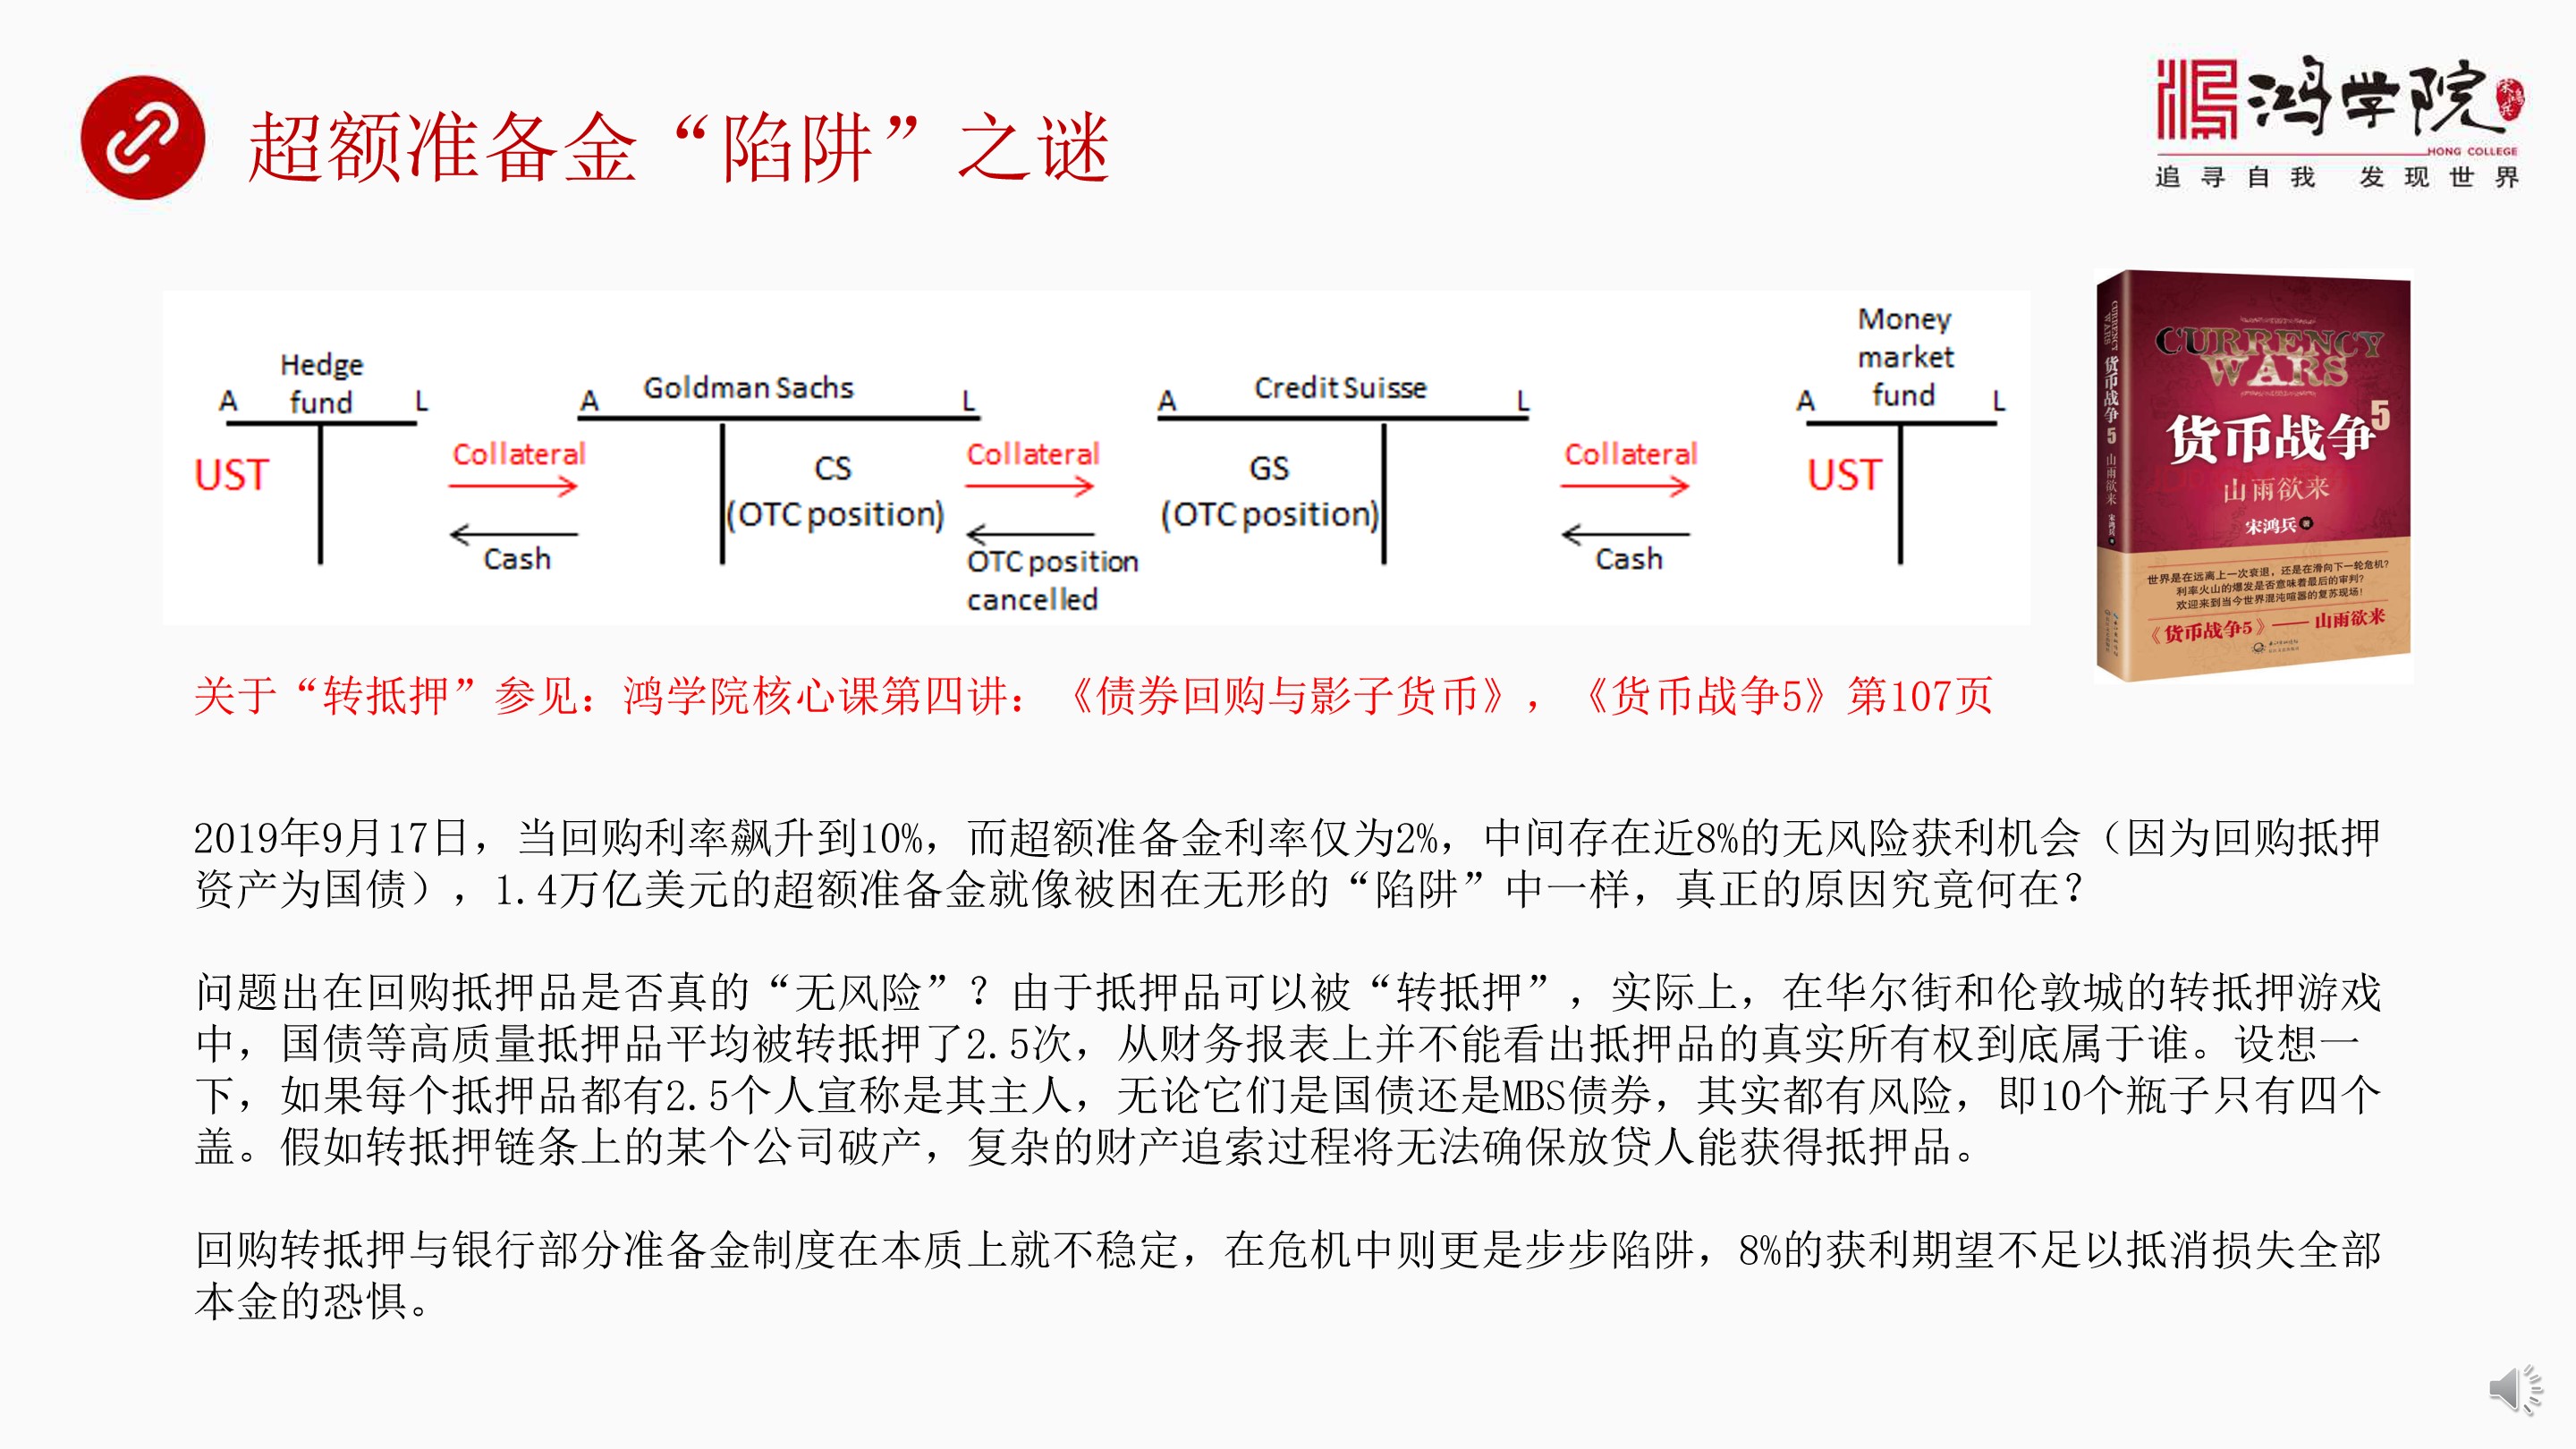 超额准备金“陷阱”之谜
鸿学院
宋鸿兵
HONG COLLEGE
追寻自我 发现世界
Hedge
fund
A L
UST
Collateral
Cash
Goldman Sachs
A L
CS
(OTC position)
Collateral
OTC position
cancelled
Credit Suisse
A L
GS
(OTC position)
Collateral
Cash
Money
market
fund
A L
UST
CURRENCY
WARS
货币战争5
山雨欲来
宋鸿兵 著
世界是在远离上一次衰退，还是在滑向下一轮危机？
利率火山的爆发是否意味着最后的审判？
欢迎来到当今世界混沌喧嚣的复苏现场！
《货币战争5》—— 山雨欲来
CURRENCY
WARS
货币战争
5
山雨欲来
宋鸿兵
关于“转抵押”参见：鸿学院核心课第四讲：《债券回购与影子货币》，《货币战争5》第107页
2019年9月17日，当回购利率飙升到10%，而超额准备金利率仅为2%，中间存在近8%的无风险获利机会（因为回购抵押
资产为国债），1.4万亿美元的超额准备金就像被困在无形的“陷阱”中一样，真正的原因究竟何在？
问题出在回购抵押品是否真的“无风险”？由于抵押品可以被“转抵押”，实际上，在华尔街和伦敦城的转抵押游戏
中，国债等高质量抵押品平均被转抵押了2.5次，从财务报表上并不能看出抵押品的真实所有权到底属于谁。设想一
下，如果每个抵押品都有2.5个人宣称是其主人，无论它们是国债还是MBS债券，其实都有风险，即10个瓶子只有四个
盖。假如转抵押链条上的某个公司破产，复杂的财产追索过程将无法确保放贷人能获得抵押品。
回购转抵押与银行部分准备金制度在本质上就不稳定，在危机中则更是步步陷阱，8%的获利期望不足以抵消损失全部
本金的恐惧。